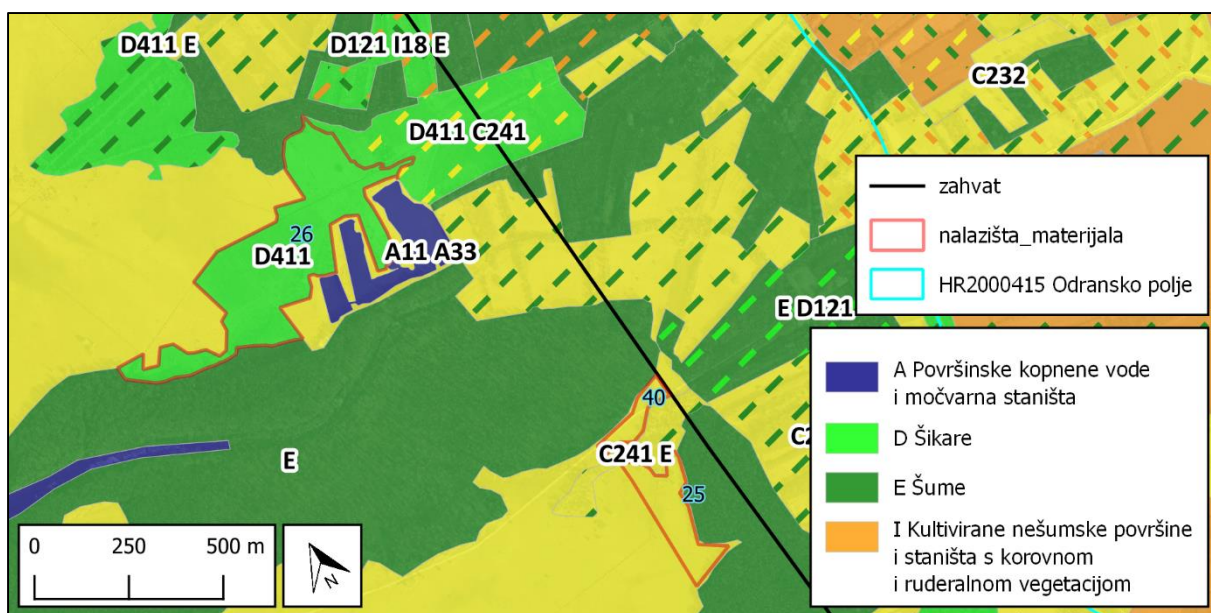 D411 E
D121 I18 E
C232
D411 C241
zahvat
nalazišta_materijala
HR2000415 Odransko polje
26
D411
A11 A33
E D121
A Površinske kopnene vode
i močvarna staništa
D Šikare
E Šume
I Kultivirane nešumske površine
i staništa s korovnom
i ruderalnom vegetacijom
40
C241 E
E
25
0 250 500 m
N